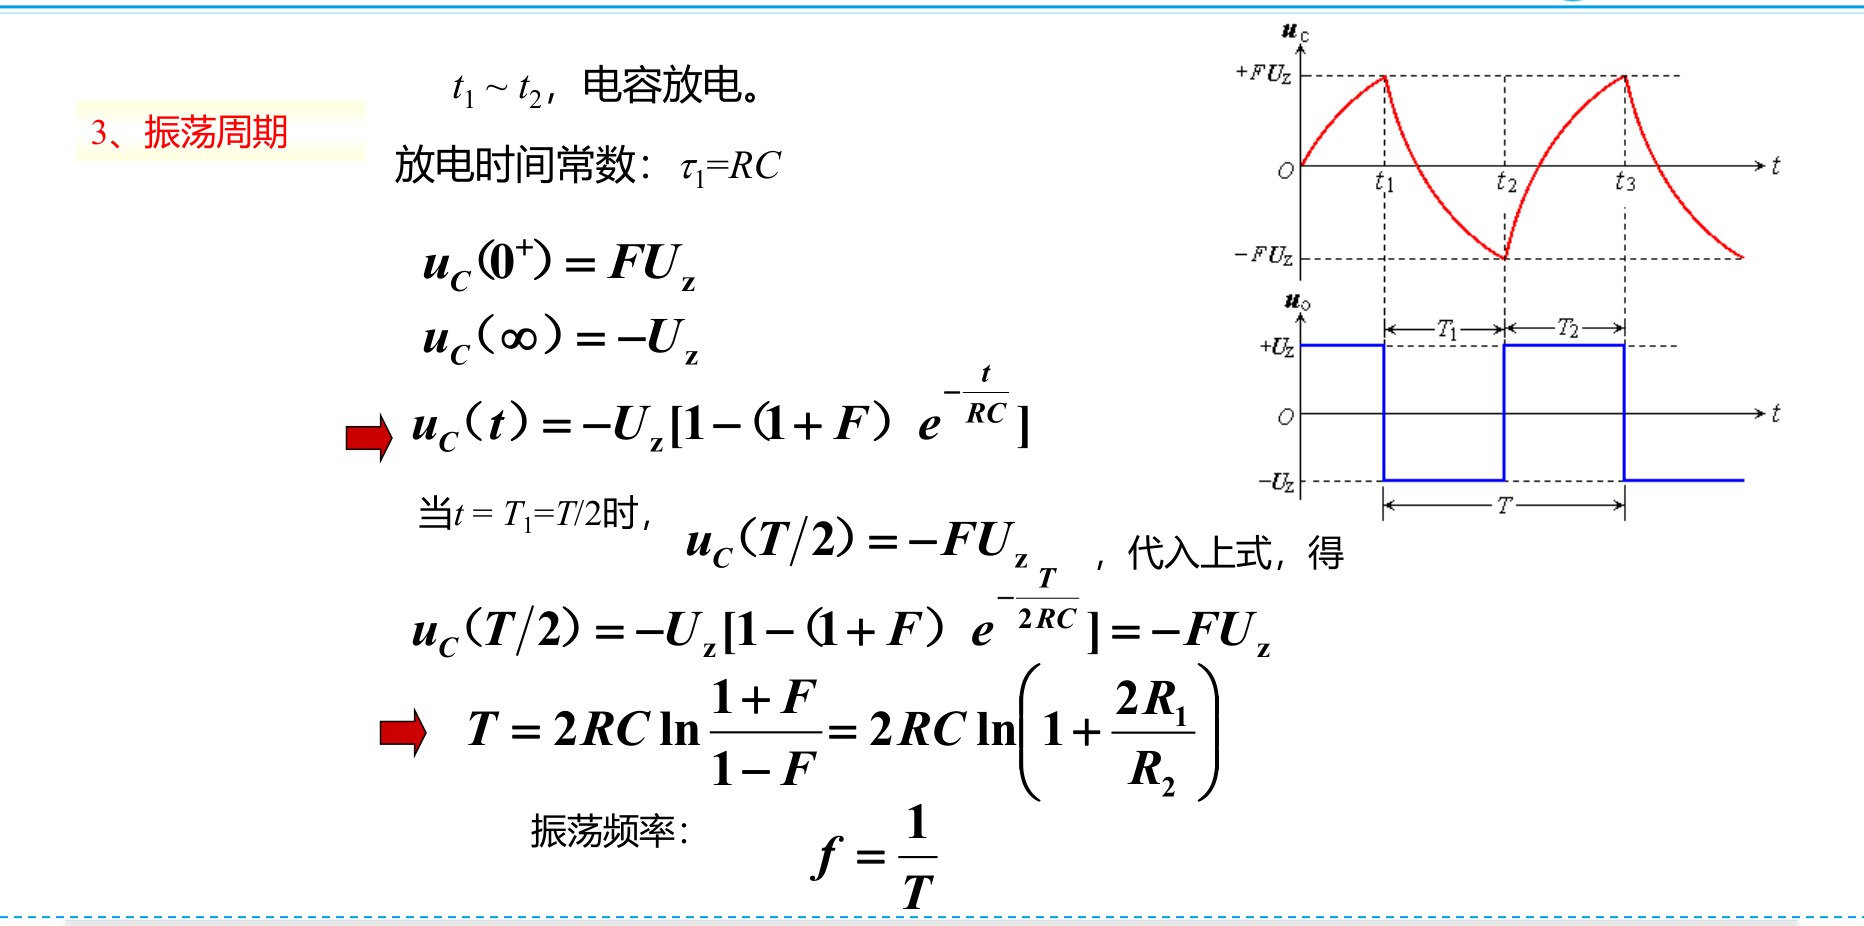 3、振荡周期
t₁ ~ t₂，电容放电。
放电时间常数：τ₁=RC
u_C(0⁺) = FU_z
u_C(∞) = −U_z
u_C(t) = −U_z[1−(1+F) e^(−t/RC)]
当t = T₁=T/2时，
u_C(T/2) = −FU_z ，代入上式，得
u_C(T/2) = −U_z[1−(1+F) e^(−T/2RC)] = −FU_z
T = 2RC ln (1+F)/(1−F) = 2RC ln(1+2R₁/R₂)
振荡频率：
f = 1/T
u_C
+FU_Z
O
t₁
t₂
t₃
t
−FU_Z
u_O
T₁
T₂
+U_Z
O
t
−U_Z
T